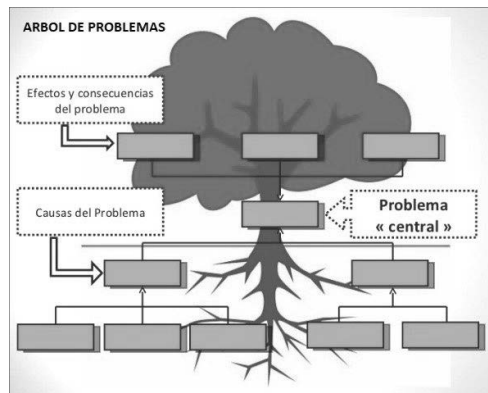 ARBOL DE PROBLEMAS
Efectos y consecuencias
del problema
Problema
« central »
Causas del Problema